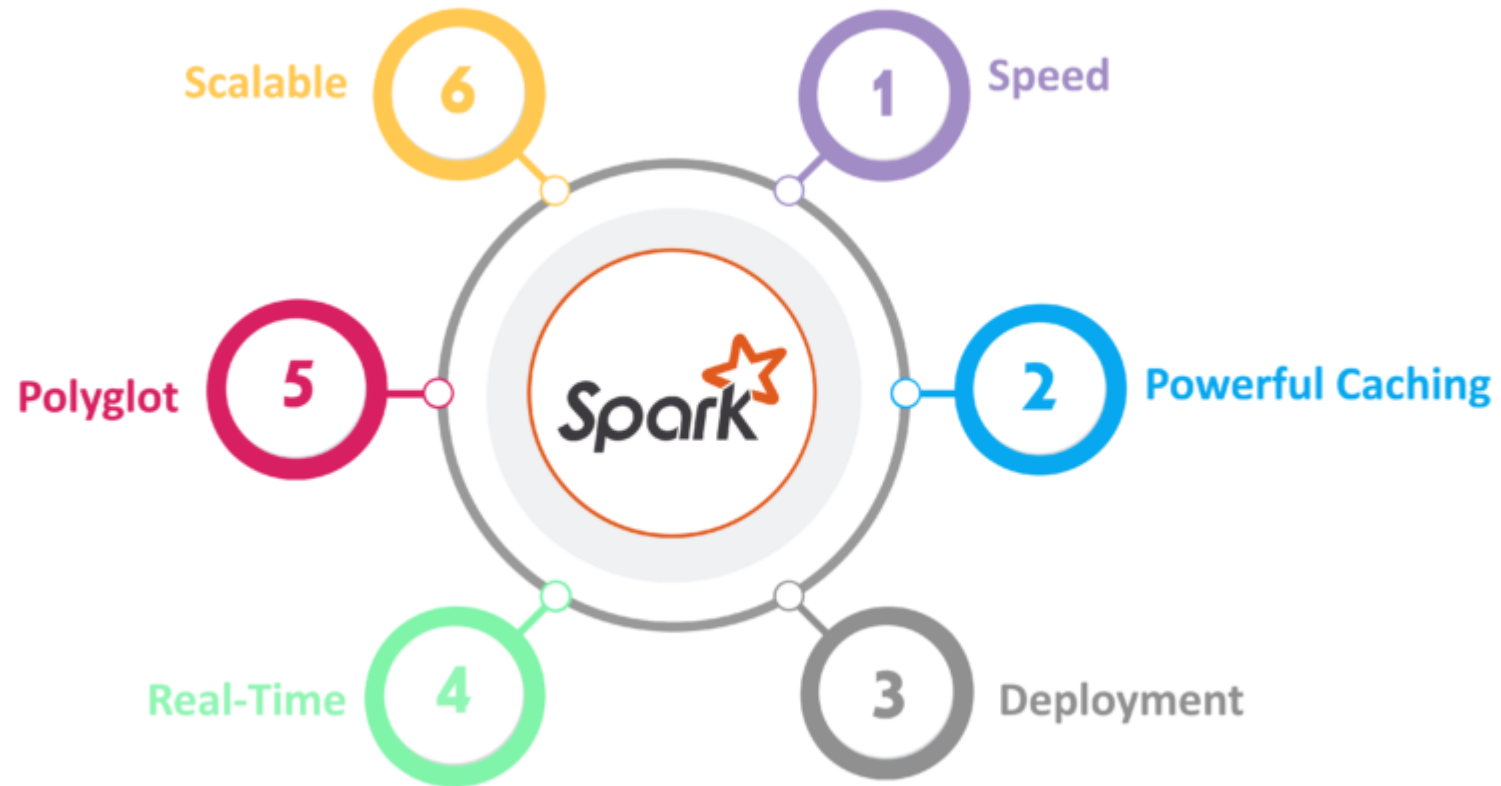 6
Scalable
1
Speed
5
Polyglot
Spark
2
Powerful Caching
4
Real-Time
3
Deployment